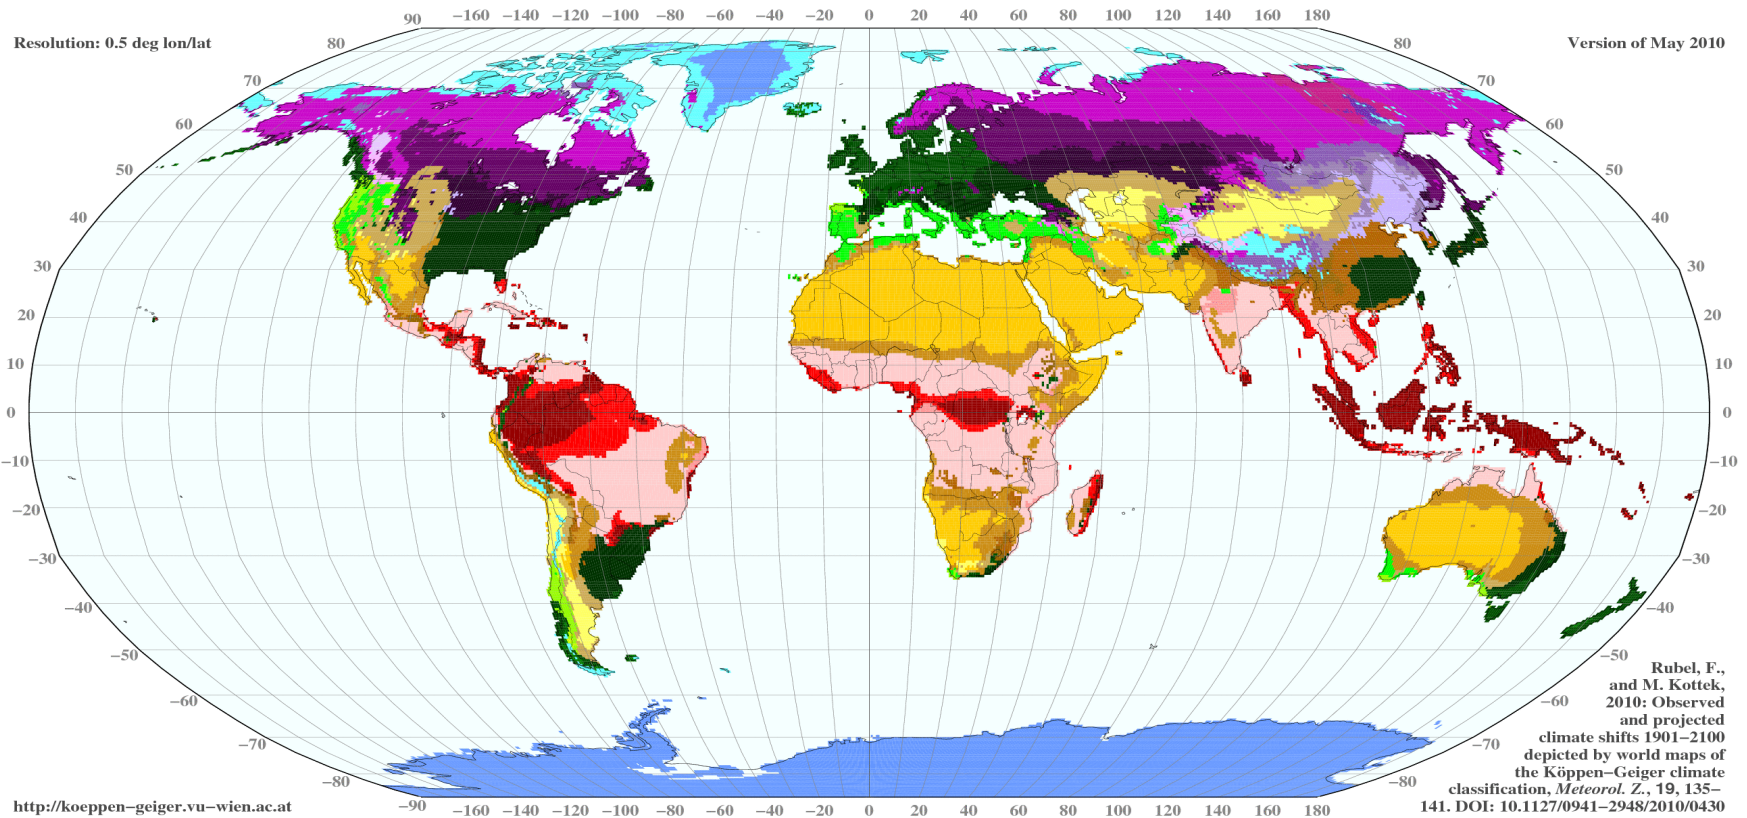 90 −160 −140 −120 −100 −80 −60 −40 −20 0 20 40 60 80 100 120 140 160 180
Resolution: 0.5 deg lon/lat
Version of May 2010
80 80
70 70
60 60
50 50
40 40
30 30
20 20
10 10
0 0
−10 −10
−20 −20
−30 −30
−40 −40
−50 −50
−60 −60
−70 −70
−80 −80
Rubel, F.,
and M. Kottek,
2010: Observed
and projected
climate shifts 1901−2100
depicted by world maps of
the Köppen−Geiger climate
classification, Meteorol. Z., 19, 135−
141. DOI: 10.1127/0941−2948/2010/0430
http://koeppen−geiger.vu−wien.ac.at
−90 −160 −140 −120 −100 −80 −60 −40 −20 0 20 40 60 80 100 120 140 160 180